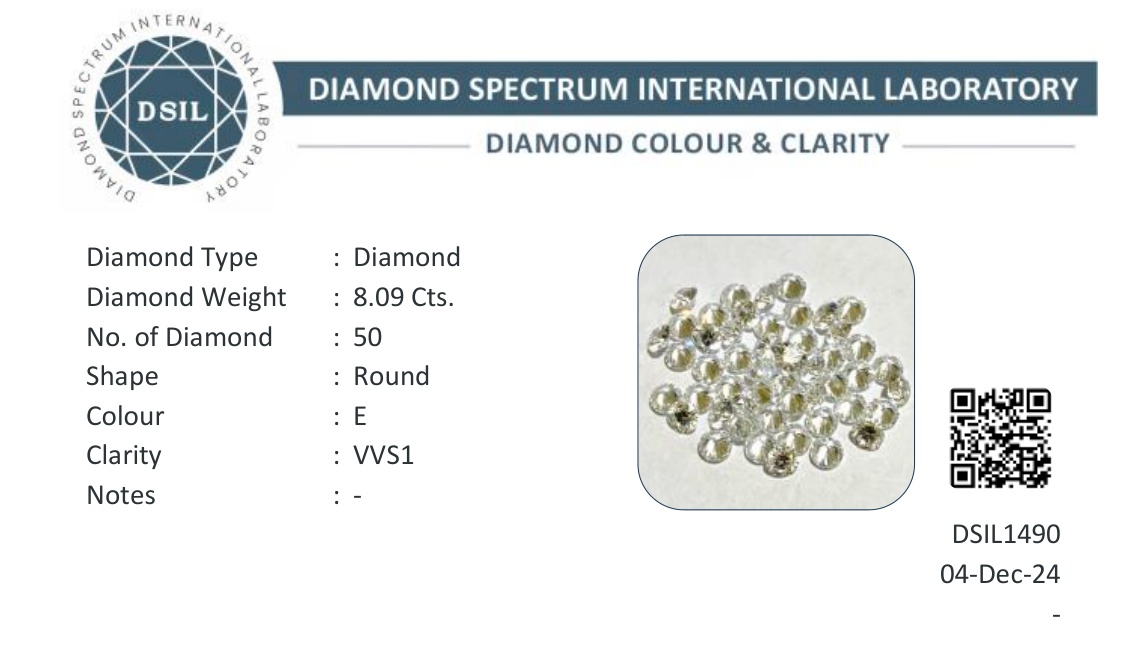 DIAMOND SPECTRUM INTERNATIONAL LABORATORY
DSIL
DIAMOND SPECTRUM INTERNATIONAL LABORATORY
DIAMOND COLOUR & CLARITY
Diamond Type : Diamond
Diamond Weight : 8.09 Cts.
No. of Diamond : 50
Shape : Round
Colour : E
Clarity : VVS1
Notes : -
DSIL1490
04-Dec-24
-